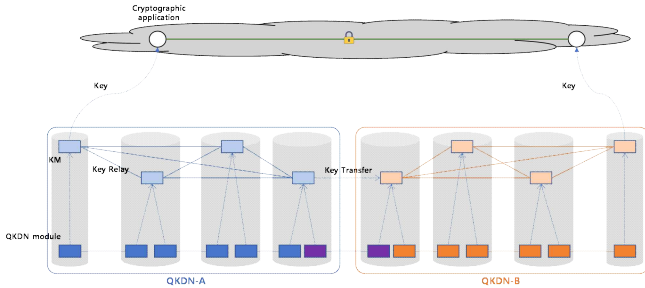 Cryptographic
application
Key
Key
KM
Key Relay
Key Transfer
QKDN module
QKDN-A
QKDN-B